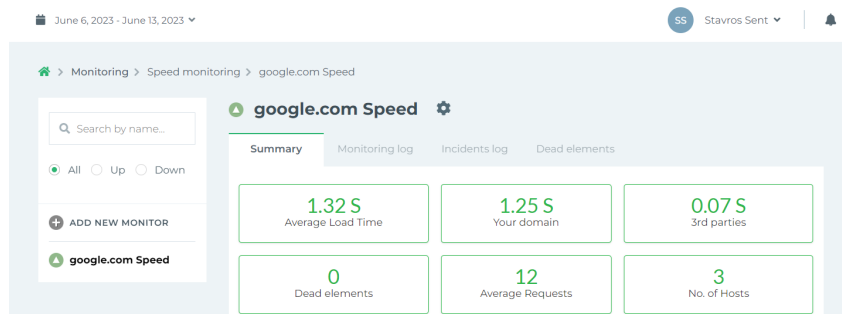 June 6, 2023 - June 13, 2023
SS
Stavros Sent
> Monitoring > Speed monitoring > google.com Speed
Search by name...
All Up Down
ADD NEW MONITOR
google.com Speed
google.com Speed
Summary Monitoring log Incidents log Dead elements
1.32 S
Average Load Time
1.25 S
Your domain
0.07 S
3rd parties
0
Dead elements
12
Average Requests
3
No. of Hosts